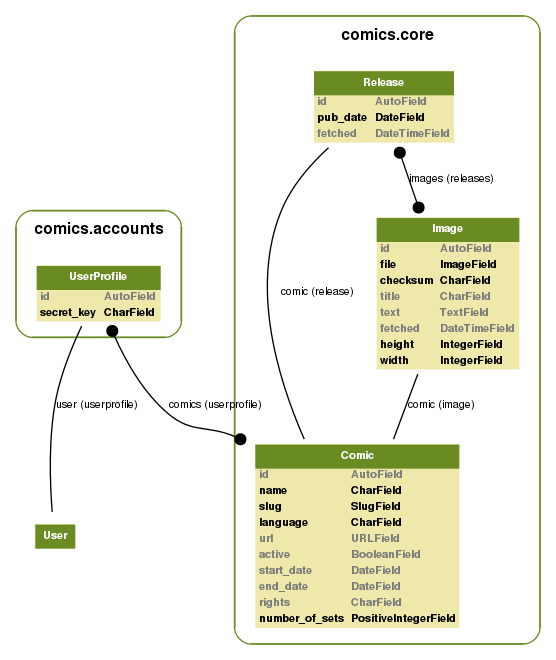 comics.core
Release
id AutoField
pub_date DateField
fetched DateTimeField
images (releases)
Image
id AutoField
file ImageField
checksum CharField
title CharField
text TextField
fetched DateTimeField
height IntegerField
width IntegerField
comics.accounts
UserProfile
id AutoField
secret_key CharField
comic (release)
user (userprofile)
comics (userprofile)
comic (image)
Comic
id AutoField
name CharField
slug SlugField
language CharField
url URLField
active BooleanField
start_date DateField
end_date DateField
rights CharField
number_of_sets PositiveIntegerField
User